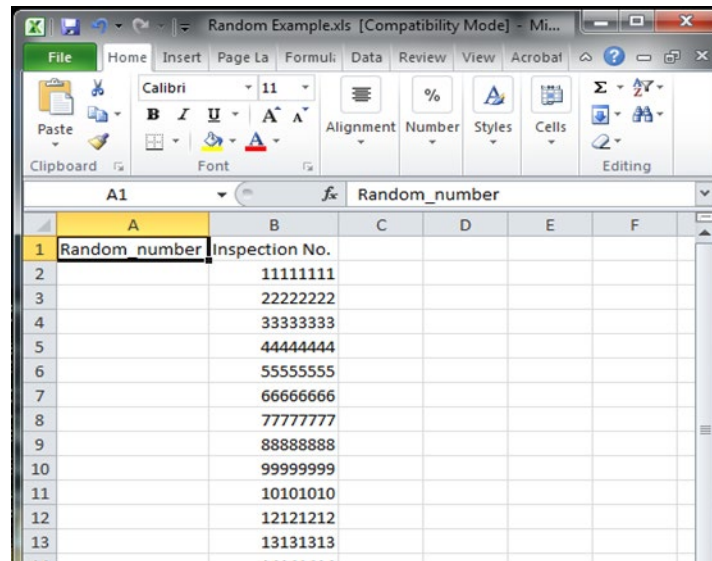 Random Example.xls [Compatibility Mode] - Mi...
File Home Insert Page La Formul: Data Review View Acrobat
Calibri 11
B I U A A
Paste Alignment Number Styles Cells
Clipboard Font Editing
A1 fx Random_number
A B C D E F
1 Random_number Inspection No.
2 11111111
3 22222222
4 33333333
5 44444444
6 55555555
7 66666666
8 77777777
9 88888888
10 99999999
11 10101010
12 12121212
13 13131313